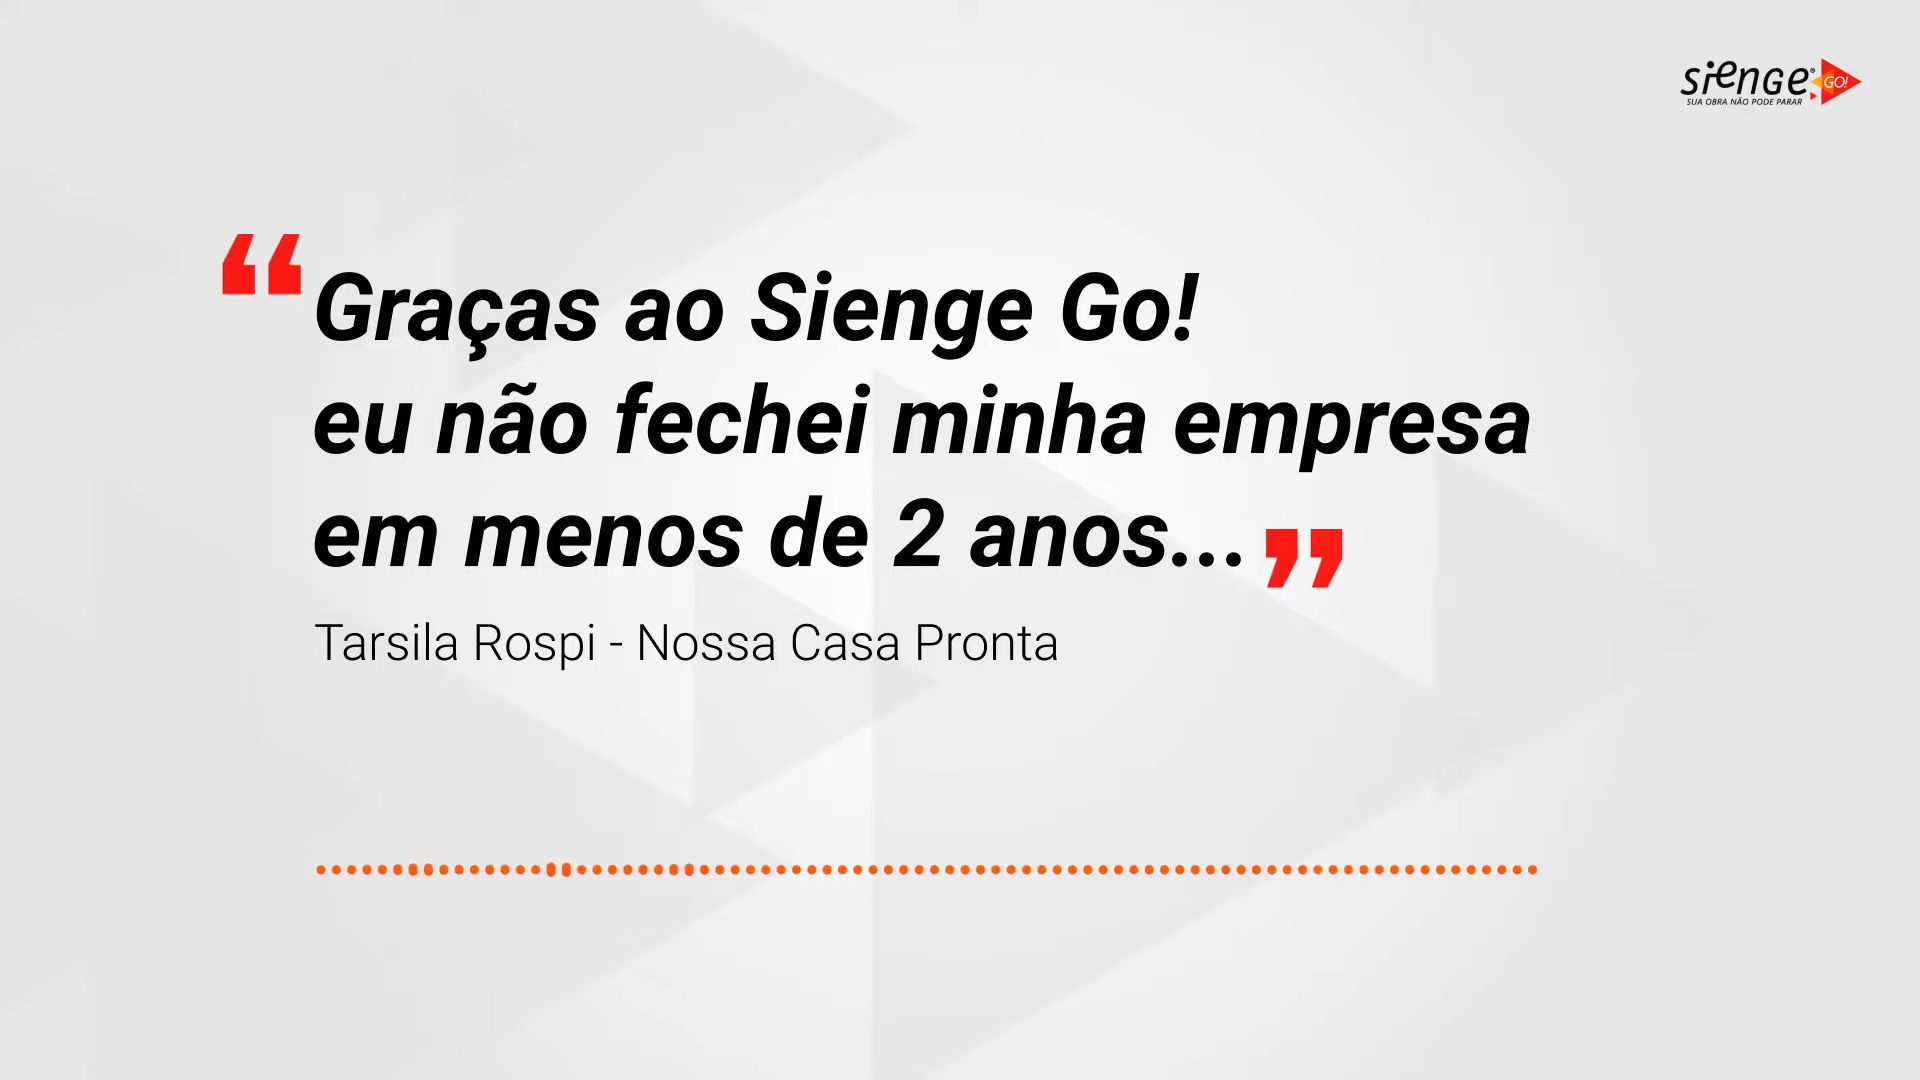 sienge® GO!
SUA OBRA NÃO PODE PARAR
“Graças ao Sienge Go!
eu não fechei minha empresa
em menos de 2 anos...”
Tarsila Rospi - Nossa Casa Pronta